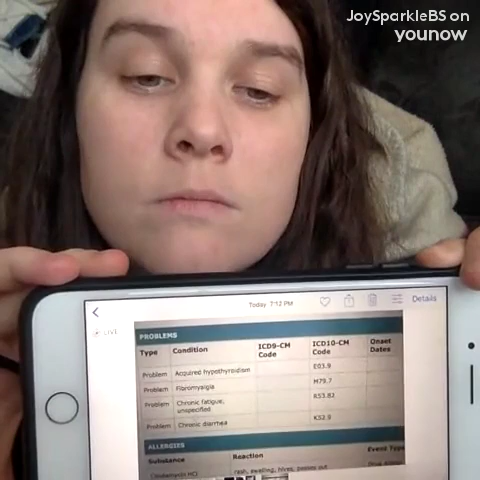 JoySparkleBS on
younow
Today 7:12 PM
Details
LIVE
PROBLEMS
Type Condition ICD9-CM Code ICD10-CM Code Onset Dates
Problem Acquired hypothyroidism E03.9
Problem Fibromyalgia M79.7
Problem Chronic fatigue, unspecified R53.82
Problem Chronic diarrhea K52.9
ALLERGIES
Substance Reaction Event Type
rash, swelling, hives, passes out